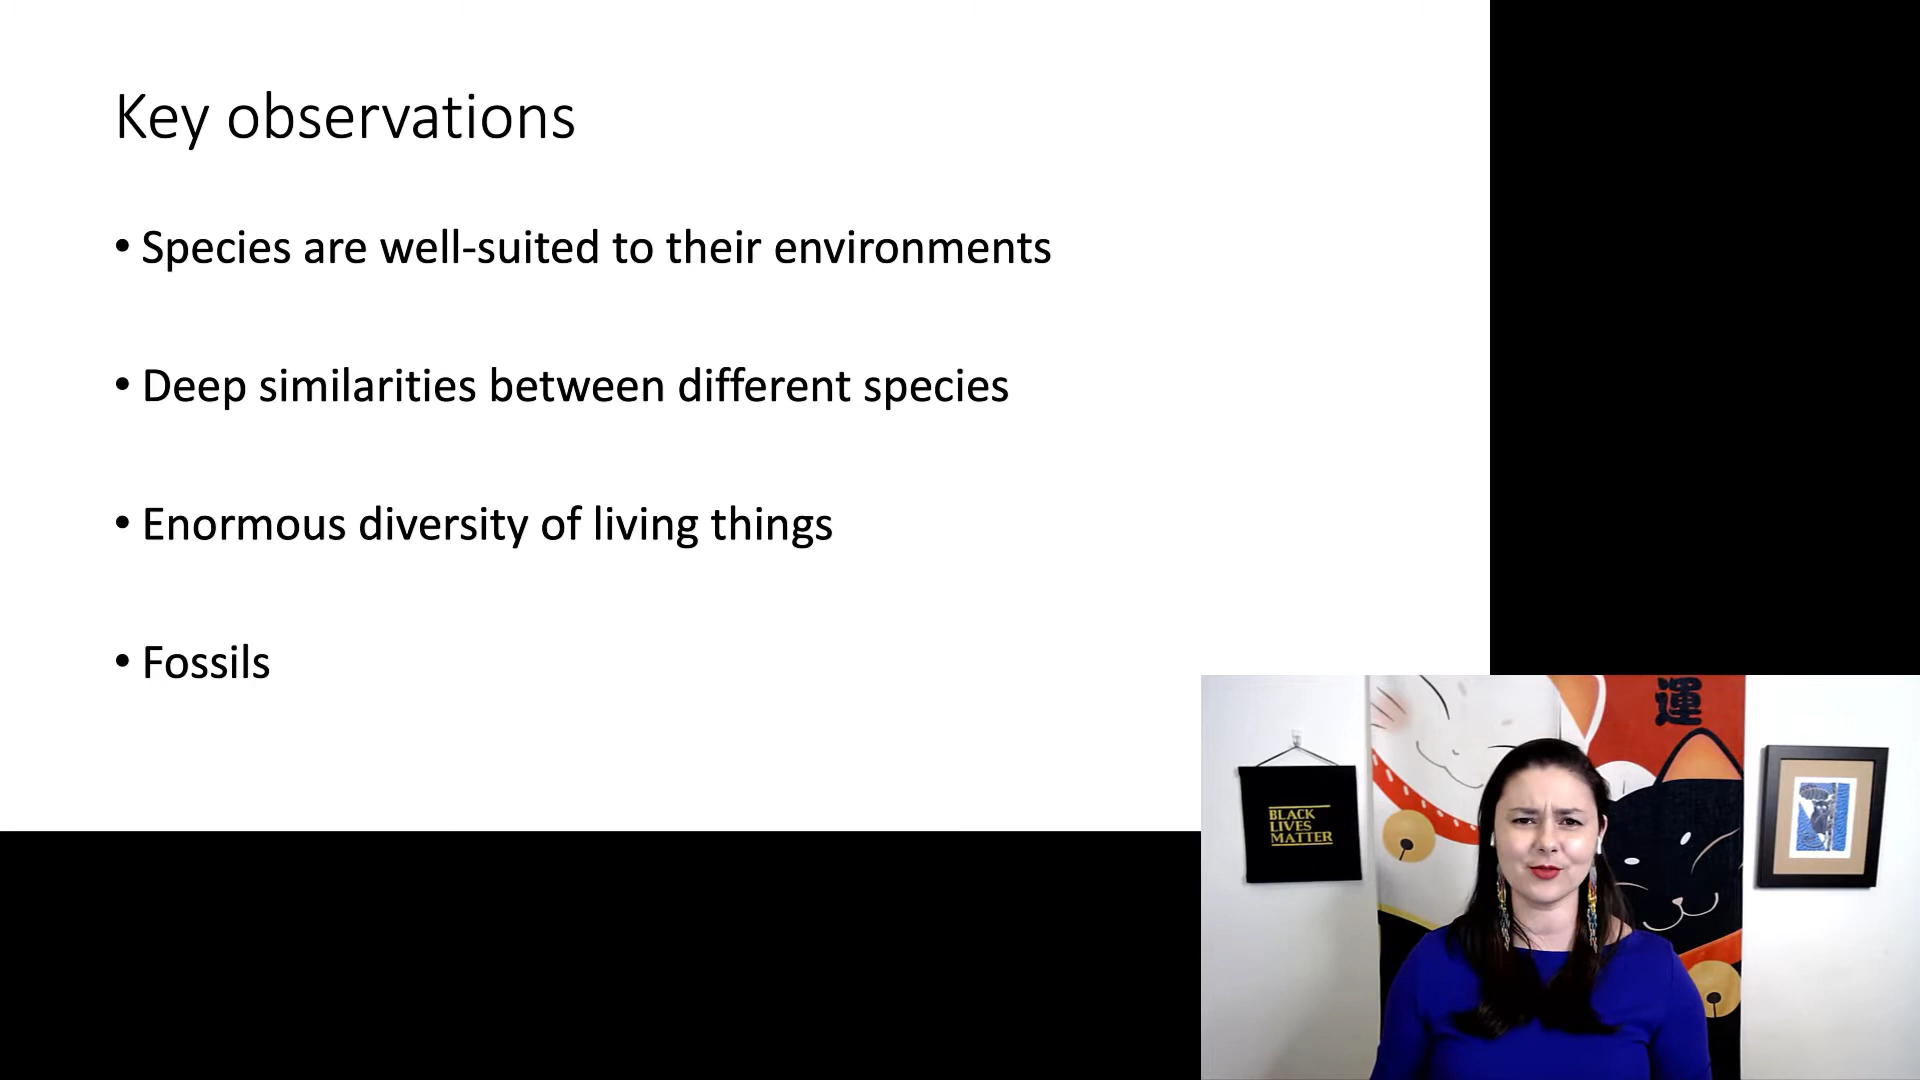 Key observations
• Species are well-suited to their environments
• Deep similarities between different species
• Enormous diversity of living things
• Fossils
運
BLACK
LIVES
MATTER